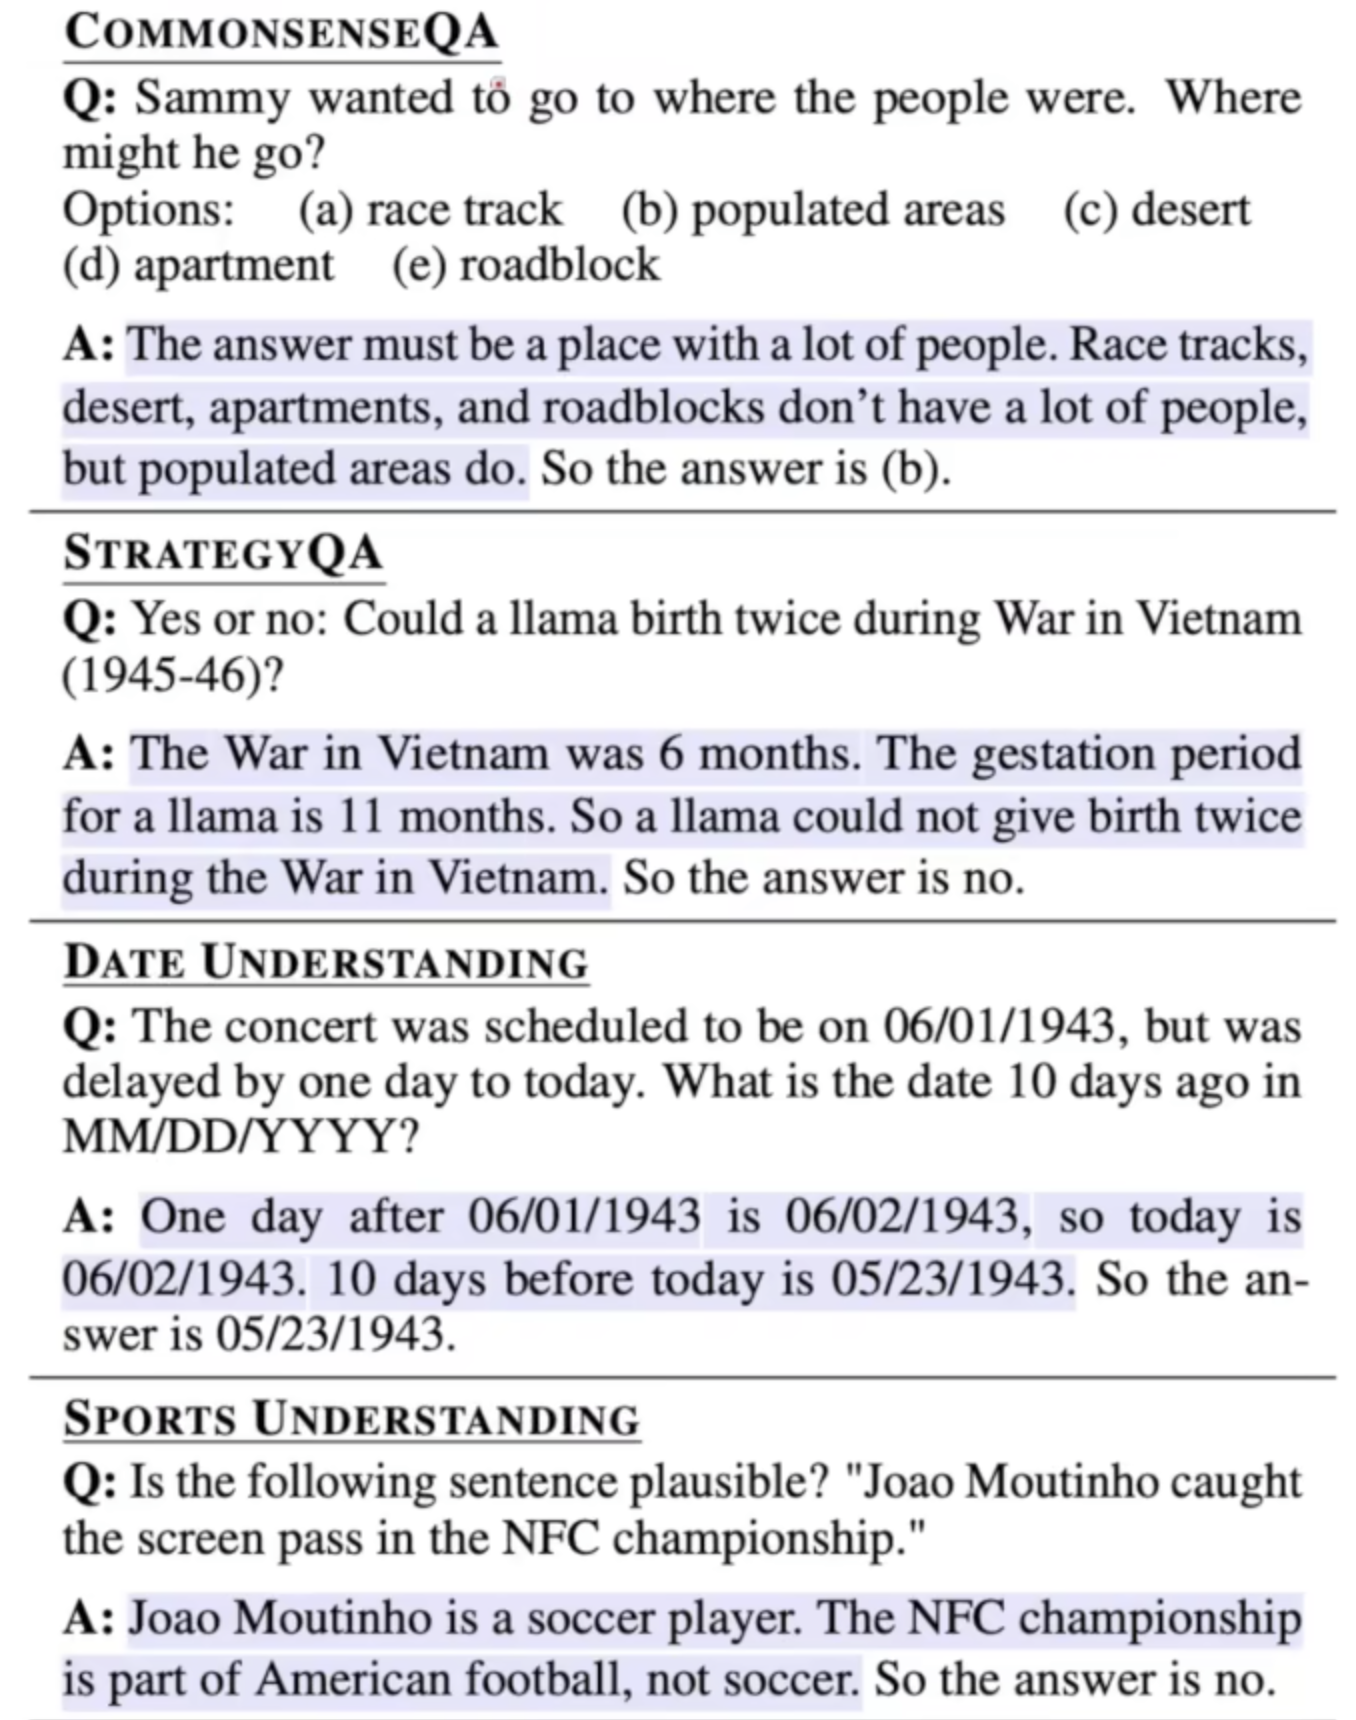 COMMONSENSEQA
Q: Sammy wanted to go to where the people were. Where
might he go?
Options: (a) race track (b) populated areas (c) desert
(d) apartment (e) roadblock
A: The answer must be a place with a lot of people. Race tracks,
desert, apartments, and roadblocks don't have a lot of people,
but populated areas do. So the answer is (b).
STRATEGYQA
Q: Yes or no: Could a llama birth twice during War in Vietnam
(1945-46)?
A: The War in Vietnam was 6 months. The gestation period
for a llama is 11 months. So a llama could not give birth twice
during the War in Vietnam. So the answer is no.
DATE UNDERSTANDING
Q: The concert was scheduled to be on 06/01/1943, but was
delayed by one day to today. What is the date 10 days ago in
MM/DD/YYYY?
A: One day after 06/01/1943 is 06/02/1943, so today is
06/02/1943. 10 days before today is 05/23/1943. So the an-
swer is 05/23/1943.
SPORTS UNDERSTANDING
Q: Is the following sentence plausible? "Joao Moutinho caught
the screen pass in the NFC championship."
A: Joao Moutinho is a soccer player. The NFC championship
is part of American football, not soccer. So the answer is no.